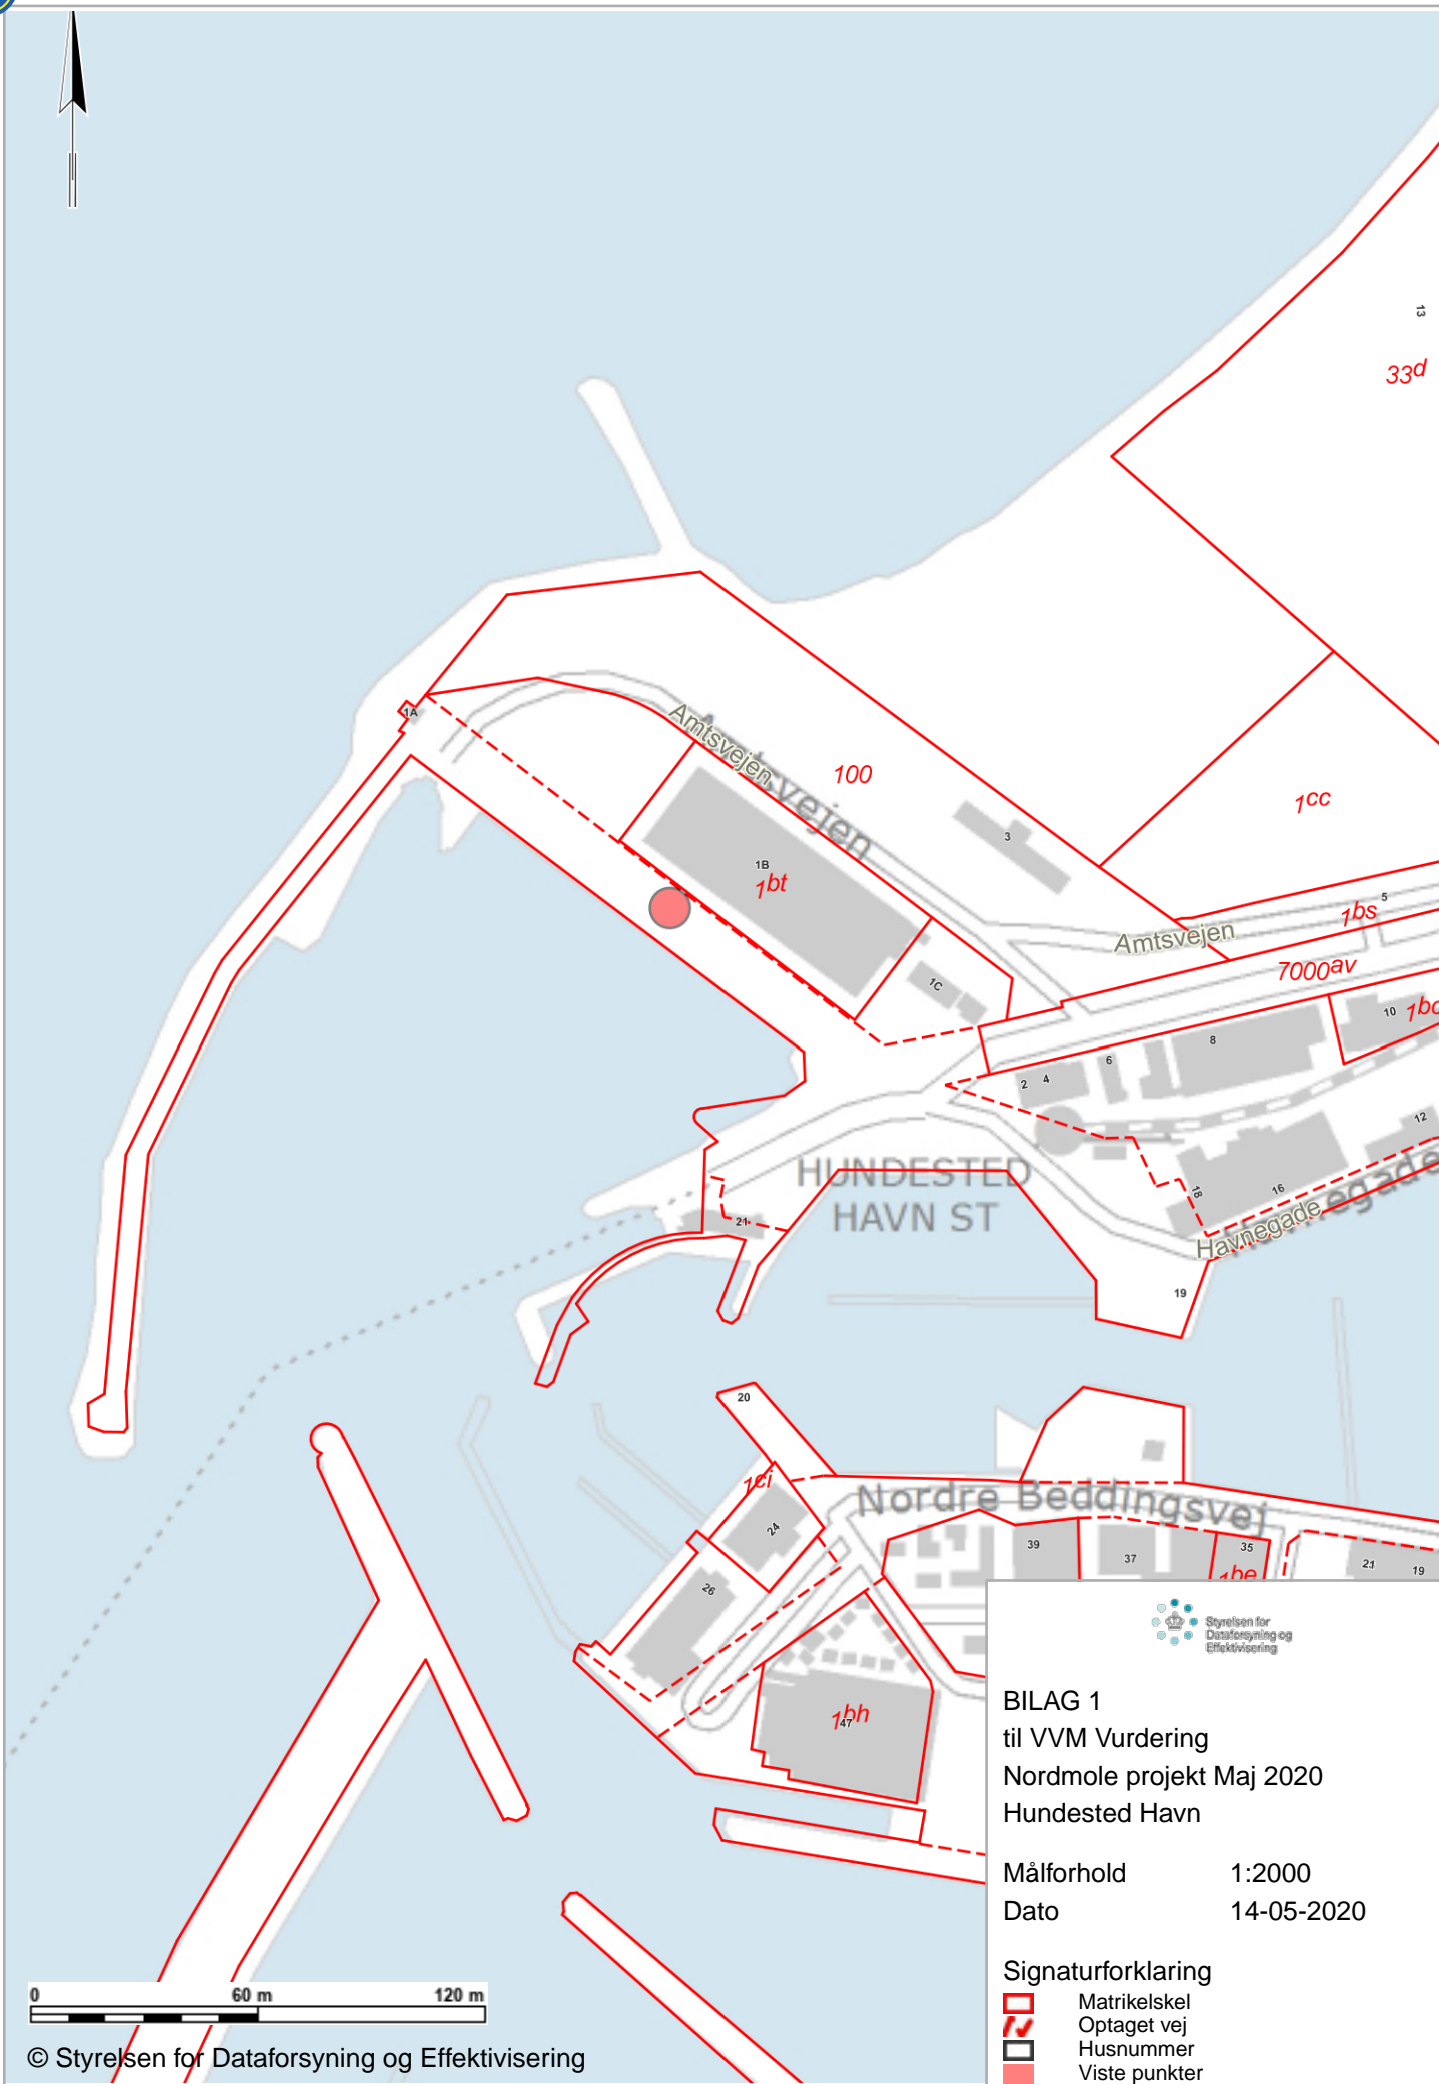 13
33d
1A
Amtsvejen
Amtsvejen
100
1cc
3
1B
1bt
5
1bs
Amtsvejen
7000av
1C
10
8
6
2
4
12
HUNDESTED
HAVN ST
18
16
21
Havnegade
Havnegade
19
20
1ci
Nordre Beddingsvej
24
39
37
35
21
19
1be
26
1bh
47
Styrelsen for
Dataforsyning og
Effektivisering
BILAG 1
til VVM Vurdering
Nordmole projekt Maj 2020
Hundested Havn
Målforhold 1:2000
Dato 14-05-2020
Signaturforklaring
Matrikelskel
Optaget vej
Husnummer
Viste punkter
0 60 m 120 m
© Styrelsen for Dataforsyning og Effektivisering